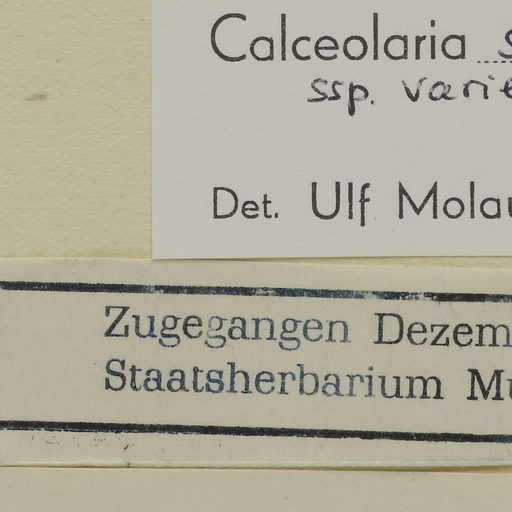 Calceolaria
ssp.
Det. Ulf
Zugegangen
Staatsherbarium